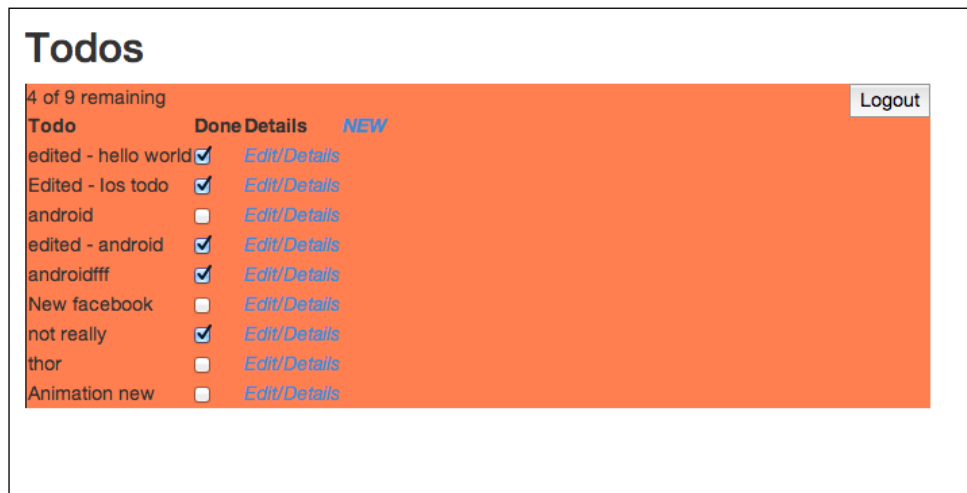 Todos
4 of 9 remaining Logout
Todo Done Details NEW
edited - hello world Edit/Details
Edited - Ios todo Edit/Details
android Edit/Details
edited - android Edit/Details
androidfff Edit/Details
New facebook Edit/Details
not really Edit/Details
thor Edit/Details
Animation new Edit/Details